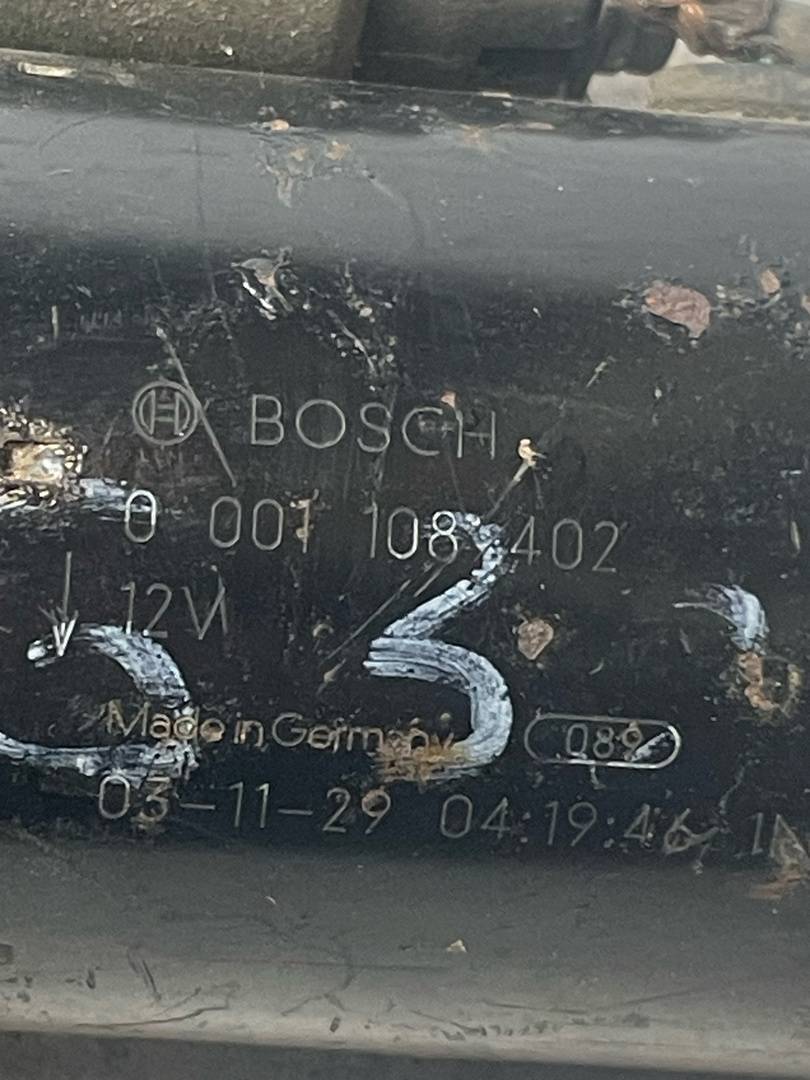 BOSCH
0 001 108 402
12V
Made in Germany 089
03-11-29 04:19:46